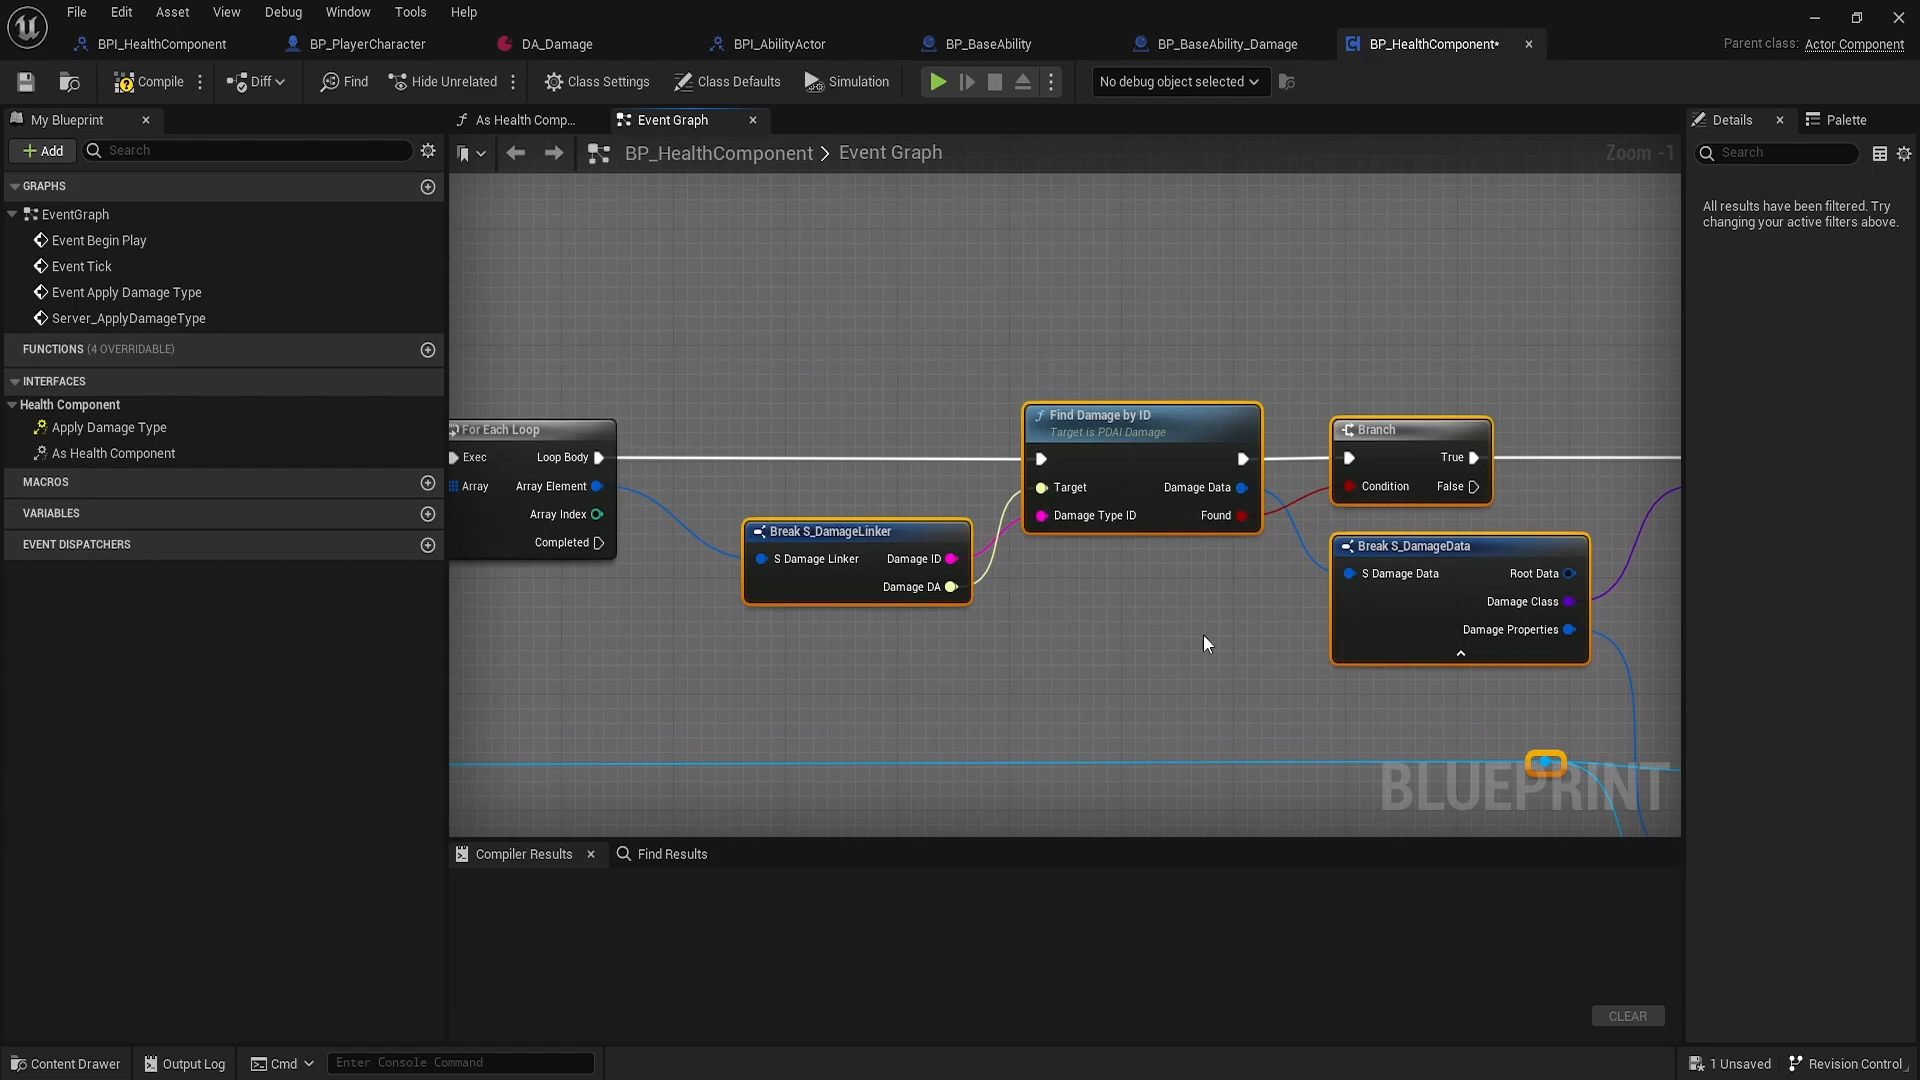 File Edit Asset View Debug Window Tools Help
BPI_HealthComponent BP_PlayerCharacter DA_Damage BPI_AbilityActor BP_BaseAbility BP_BaseAbility_Damage BP_HealthComponent* Parent class: Actor Component
Compile Diff Find Hide Unrelated Class Settings Class Defaults Simulation No debug object selected
My Blueprint
As Health Comp... Event Graph
Details Palette
Add Search
BP_HealthComponent > Event Graph Zoom -1
Search
GRAPHS
EventGraph
Event Begin Play
Event Tick
Event Apply Damage Type
Server_ApplyDamageType
FUNCTIONS (4 OVERRIDABLE)
INTERFACES
Health Component
Apply Damage Type
As Health Component
MACROS
VARIABLES
EVENT DISPATCHERS
All results have been filtered. Try
changing your active filters above.
For Each Loop
Exec Loop Body
Array Array Element
Array Index
Completed
Break S_DamageLinker
S Damage Linker Damage ID
Damage DA
Find Damage by ID
Target is PDAI Damage
Target Damage Data
Damage Type ID Found
Branch
True
Condition False
Break S_DamageData
S Damage Data Root Data
Damage Class
Damage Properties
BLUEPRINT
Compiler Results Find Results
CLEAR
Content Drawer Output Log Cmd Enter Console Command 1 Unsaved Revision Control